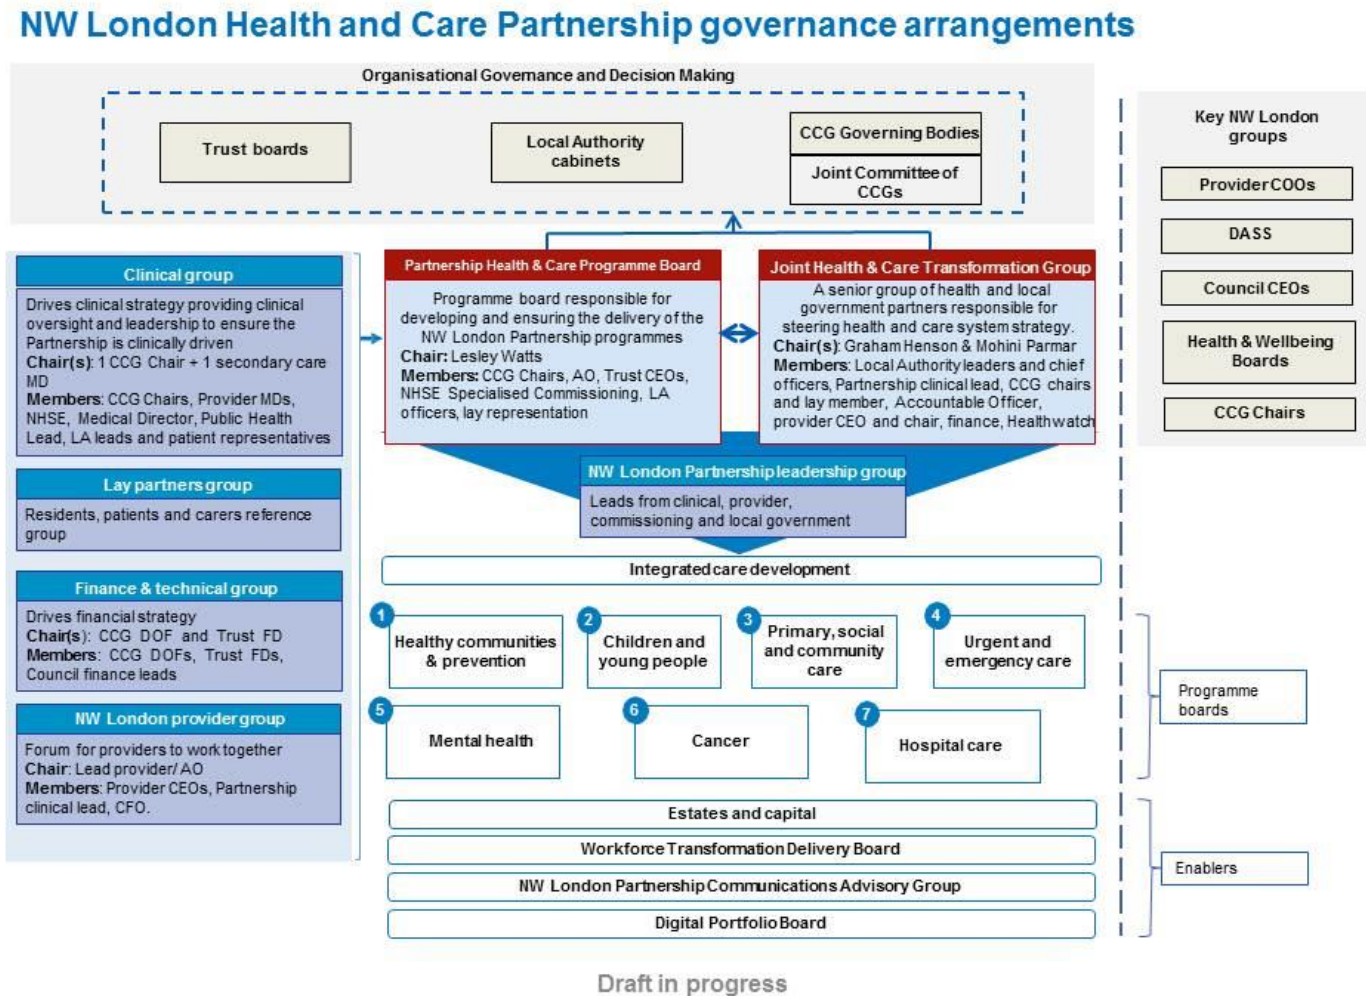 NW London Health and Care Partnership governance arrangements
Organisational Governance and Decision Making
Trust boards
Local Authority
cabinets
CCG Governing Bodies
Joint Committee of
CCGs
Key NW London
groups
Provider COOs
DASS
Council CEOs
Health & Wellbeing
Boards
CCG Chairs
Clinical group
Drives clinical strategy providing clinical
oversight and leadership to ensure the
Partnership is clinically driven
Chair(s): 1 CCG Chair + 1 secondary care
MD
Members: CCG Chairs, Provider MDs,
NHSE, Medical Director, Public Health
Lead, LA leads and patient representatives
Lay partners group
Residents, patients and carers reference
group
Finance & technical group
Drives financial strategy
Chair(s): CCG DOF and Trust FD
Members: CCG DOFs, Trust FDs,
Council finance leads
NW London provider group
Forum for providers to work together
Chair: Lead provider/ AO
Members: Provider CEOs, Partnership
clinical lead, CFO.
Partnership Health & Care Programme Board
Programme board responsible for
developing and ensuring the delivery of the
NW London Partnership programmes
Chair: Lesley Watts
Members: CCG Chairs, AO, Trust CEOs,
NHSE Specialised Commissioning, LA
officers, lay representation
Joint Health & Care Transformation Group
A senior group of health and local
government partners responsible for
steering health and care system strategy.
Chair(s): Graham Henson & Mohini Parmar
Members: Local Authority leaders and chief
officers, Partnership clinical lead, CCG chairs
and lay member, Accountable Officer,
provider CEO and chair, finance, Healthwatch
NW London Partnership leadership group
Leads from clinical, provider,
commissioning and local government
Integrated care development
1
Healthy communities
& prevention
2
Children and
young people
3
Primary, social
and community
care
4
Urgent and
emergency care
5
Mental health
6
Cancer
7
Hospital care
Programme
boards
Estates and capital
Workforce Transformation Delivery Board
NW London Partnership Communications Advisory Group
Digital Portfolio Board
Enablers
Draft in progress